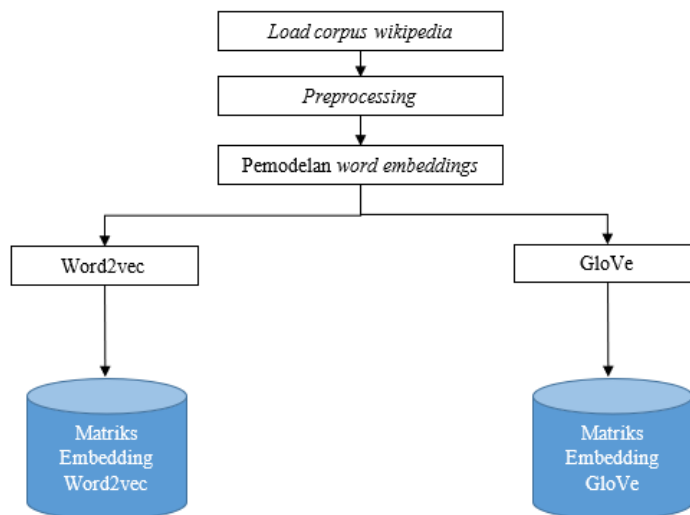 Load corpus wikipedia
Preprocessing
Pemodelan word embeddings
Word2vec
GloVe
Matriks
Embedding
Word2vec
Matriks
Embedding
GloVe